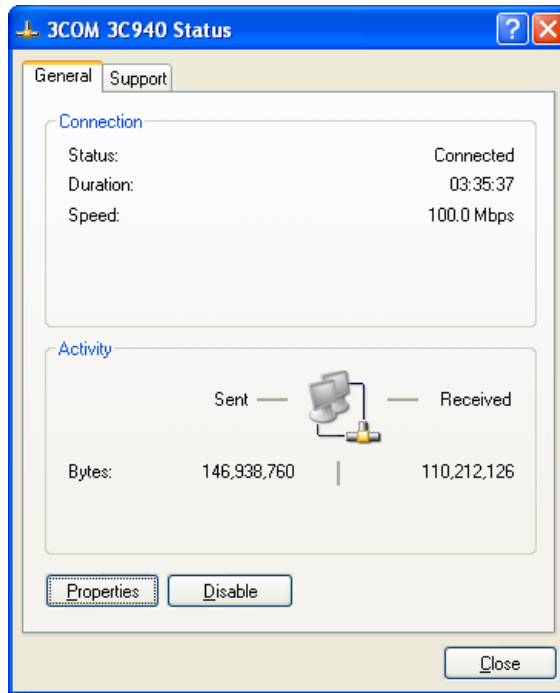 3COM 3C940 Status
General Support
Connection
Status: Connected
Duration: 03:35:37
Speed: 100.0 Mbps
Activity
Sent Received
Bytes: 146,938,760 110,212,126
Properties Disable
Close